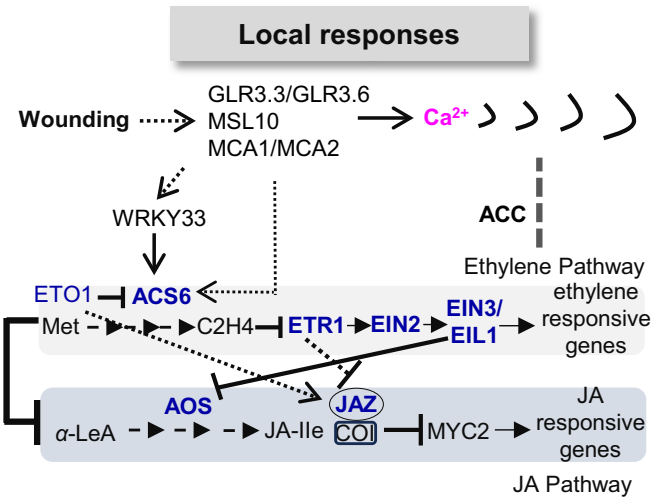 Local responses
GLR3.3/GLR3.6
Wounding
MSL10
Ca²⁺
MCA1/MCA2
WRKY33
ACC
Ethylene Pathway
ETO1
ACS6
Met
C2H4
ETR1
EIN2
EIN3/
EIL1
ethylene
responsive
genes
AOS
JAZ
α-LeA
JA-Ile
COI
MYC2
JA
responsive
genes
JA Pathway